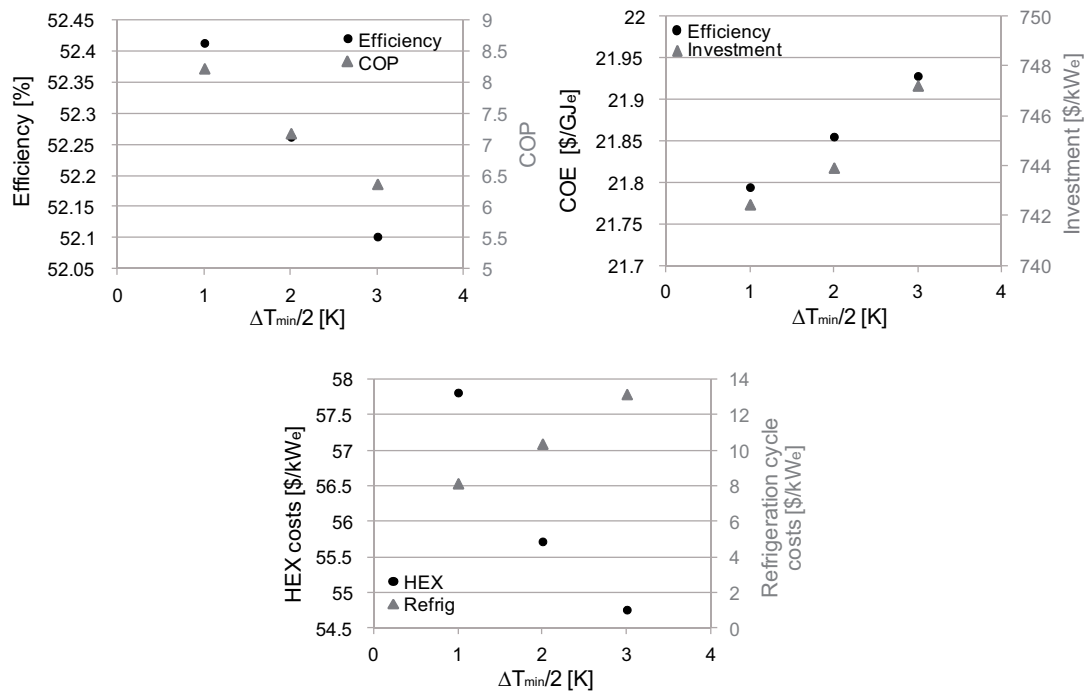 52.45
52.4
52.35
52.3
52.25
52.2
52.15
52.1
52.05
Efficiency [%]
Efficiency
COP
9
8.5
8
7.5
7
6.5
6
5.5
5
COP
0 1 2 3 4
ΔTmin/2 [K]
22
21.95
21.9
21.85
21.8
21.75
21.7
COE [$/GJe]
Efficiency
Investment
750
748
746
744
742
740
Investment [$/kWe]
0 1 2 3 4
ΔTmin/2 [K]
58
57.5
57
56.5
56
55.5
55
54.5
HEX costs [$/kWe]
HEX
Refrig
14
12
10
8
6
4
2
0
Refrigeration cycle
costs [$/kWe]
0 1 2 3 4
ΔTmin/2 [K]